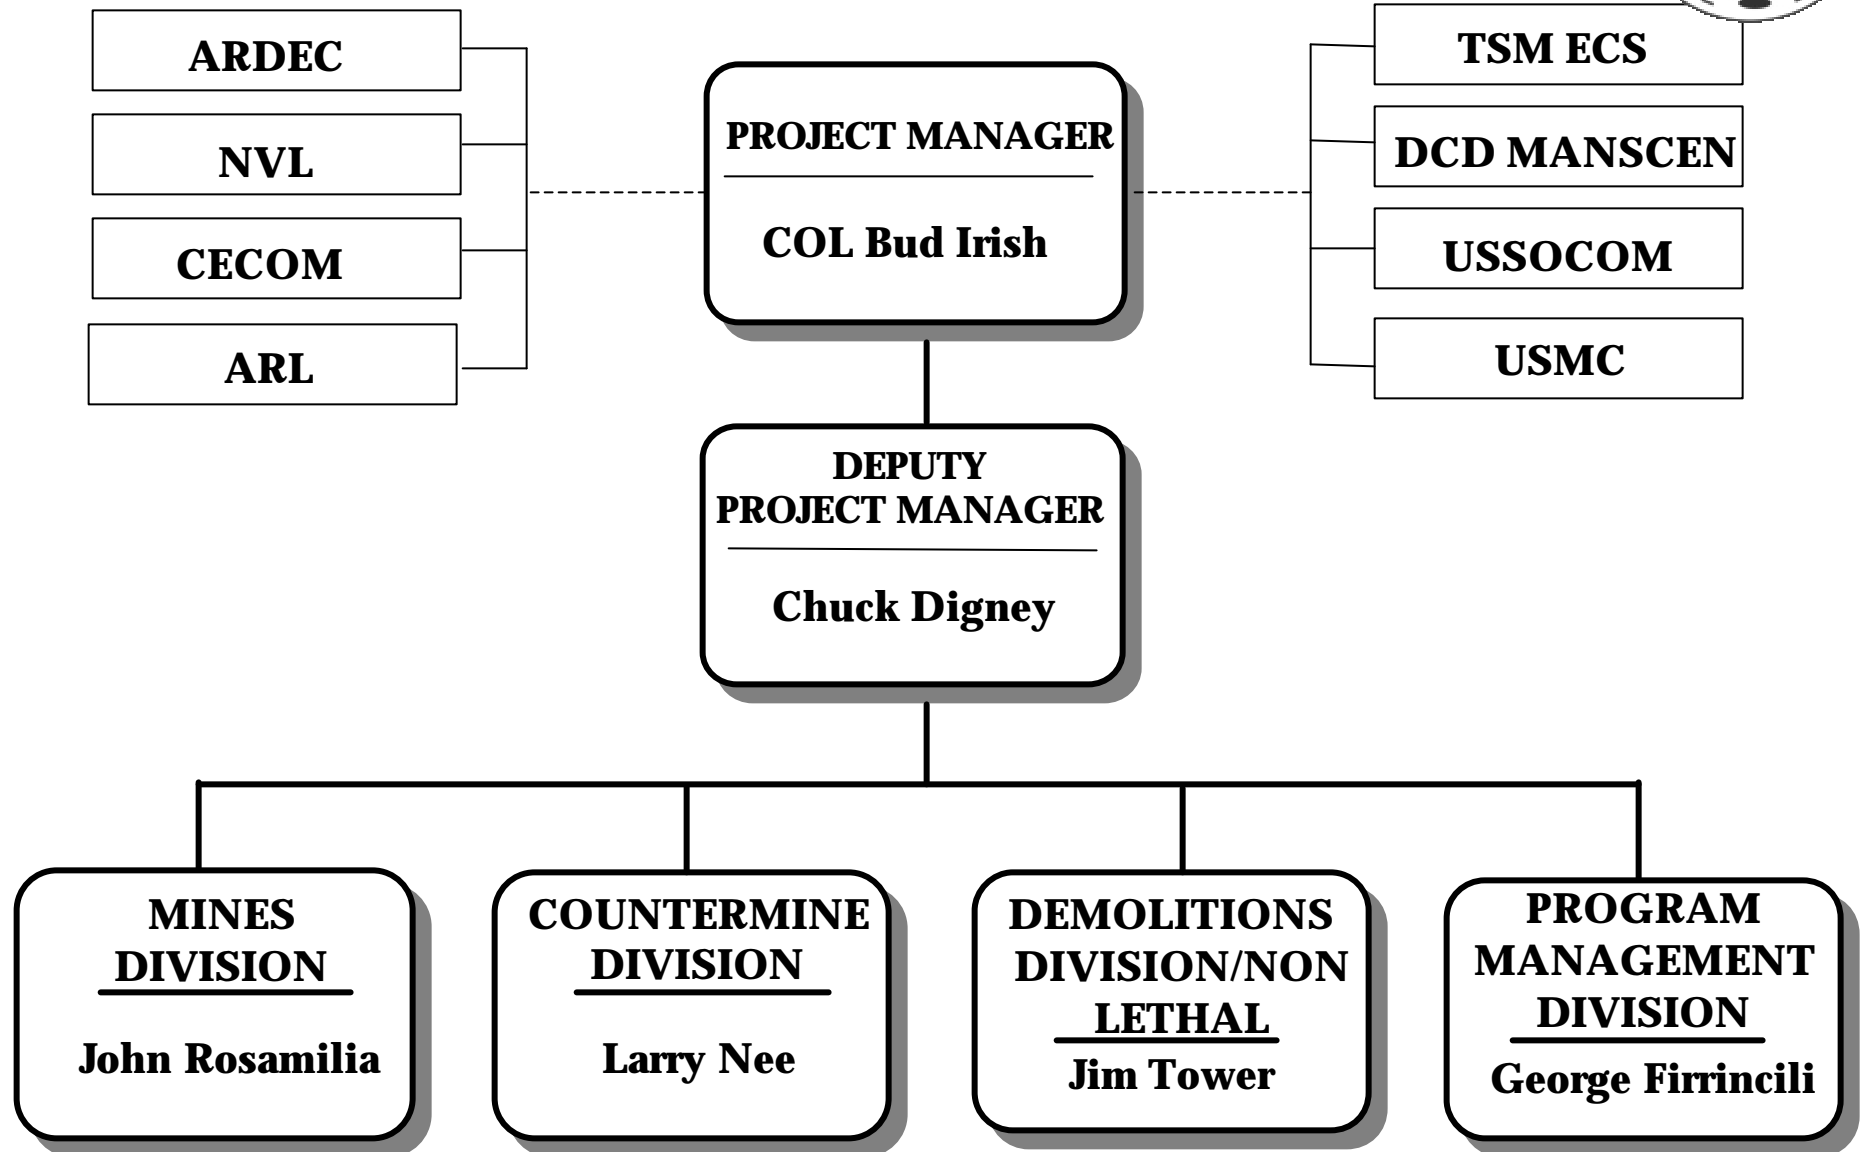 ARDEC
NVL
CECOM
ARL
PROJECT MANAGER
COL Bud Irish
TSM ECS
DCD MANSCEN
USSOCOM
USMC
DEPUTY
PROJECT MANAGER
Chuck Digney
MINES
DIVISION
John Rosamilia
COUNTERMINE
DIVISION
Larry Nee
DEMOLITIONS
DIVISION/NON
LETHAL
Jim Tower
PROGRAM
MANAGEMENT
DIVISION
George Firrincili